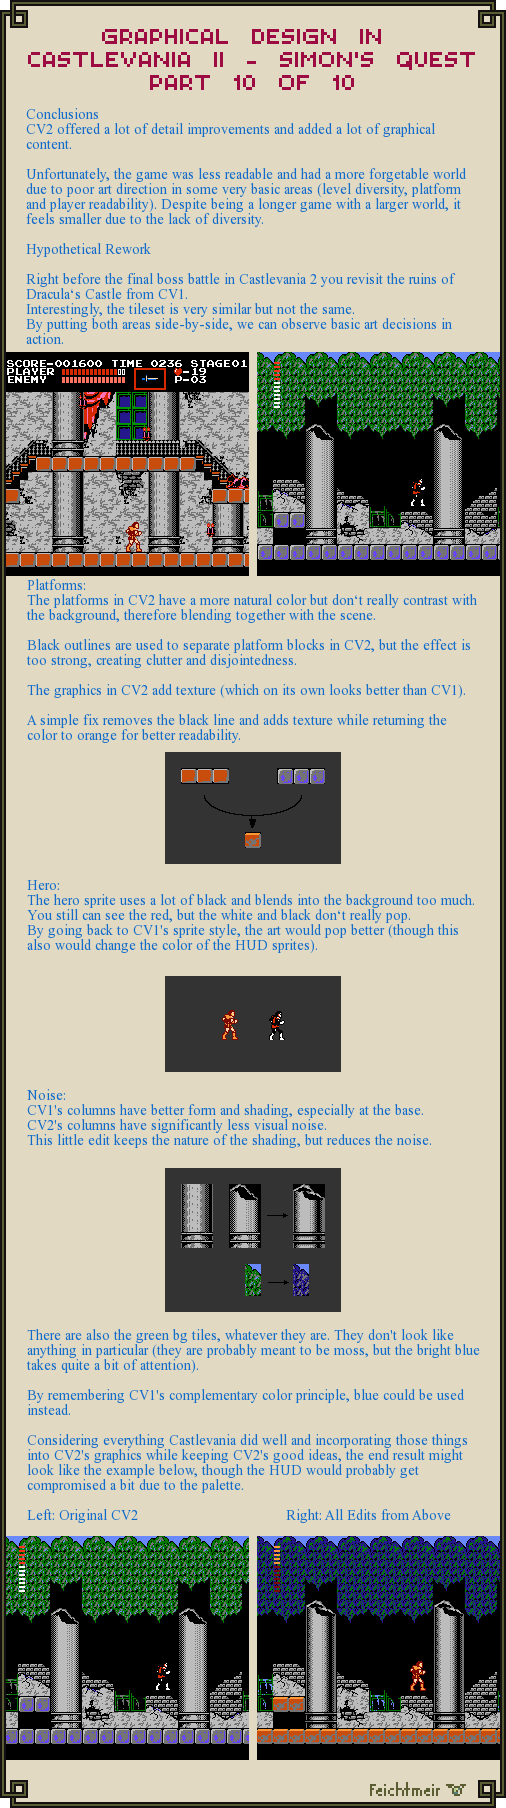 GRAPHICAL DESIGN IN
CASTLEVANIA II - SIMON'S QUEST
PART 10 OF 10
Conclusions
CV2 offered a lot of detail improvements and added a lot of graphical
content.
Unfortunately, the game was less readable and had a more forgetable world
due to poor art direction in some very basic areas (level diversity, platform
and player readability). Despite being a longer game with a larger world, it
feels smaller due to the lack of diversity.
Hypothetical Rework
Right before the final boss battle in Castlevania 2 you revisit the ruins of
Dracula‘s Castle from CV1.
Interestingly, the tileset is very similar but not the same.
By putting both areas side-by-side, we can observe basic art decisions in
action.
SCORE-001600 TIME 0236 STAGE01
PLAYER -19
ENEMY P-03
Platforms:
The platforms in CV2 have a more natural color but don‘t really contrast with
the background, therefore blending together with the scene.
Black outlines are used to separate platform blocks in CV2, but the effect is
too strong, creating clutter and disjointedness.
The graphics in CV2 add texture (which on its own looks better than CV1).
A simple fix removes the black line and adds texture while returning the
color to orange for better readability.
Hero:
The hero sprite uses a lot of black and blends into the background too much.
You still can see the red, but the white and black don‘t really pop.
By going back to CV1's sprite style, the art would pop better (though this
also would change the color of the HUD sprites).
Noise:
CV1's columns have better form and shading, especially at the base.
CV2's columns have significantly less visual noise.
This little edit keeps the nature of the shading, but reduces the noise.
There are also the green bg tiles, whatever they are. They don't look like
anything in particular (they are probably meant to be moss, but the bright blue
takes quite a bit of attention).
By remembering CV1's complementary color principle, blue could be used
instead.
Considering everything Castlevania did well and incorporating those things
into CV2's graphics while keeping CV2's good ideas, the end result might
look like the example below, though the HUD would probably get
compromised a bit due to the palette.
Left: Original CV2 Right: All Edits from Above
Feichtmeir